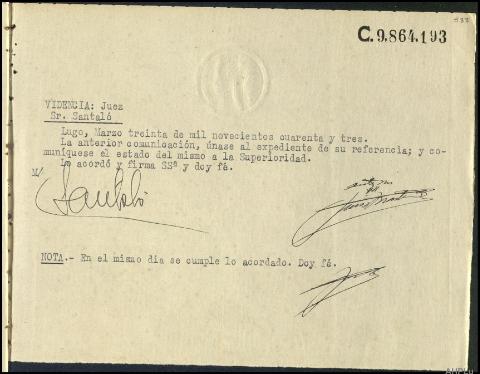 C.9.864.193
VIDENCIA: Juez
Sr. Santaló
Lugo, Marzo treinta de mil novecientos cuarenta y tres.
La anterior comunicación, únase al expediente de su referencia; y co-
muníquese el estado del mismo a la Superioridad.
Lo acordó y firma SSª y doy fé.
M/
Santaló
NOTA.- En el mismo día se cumple lo acordado. Doy fé.